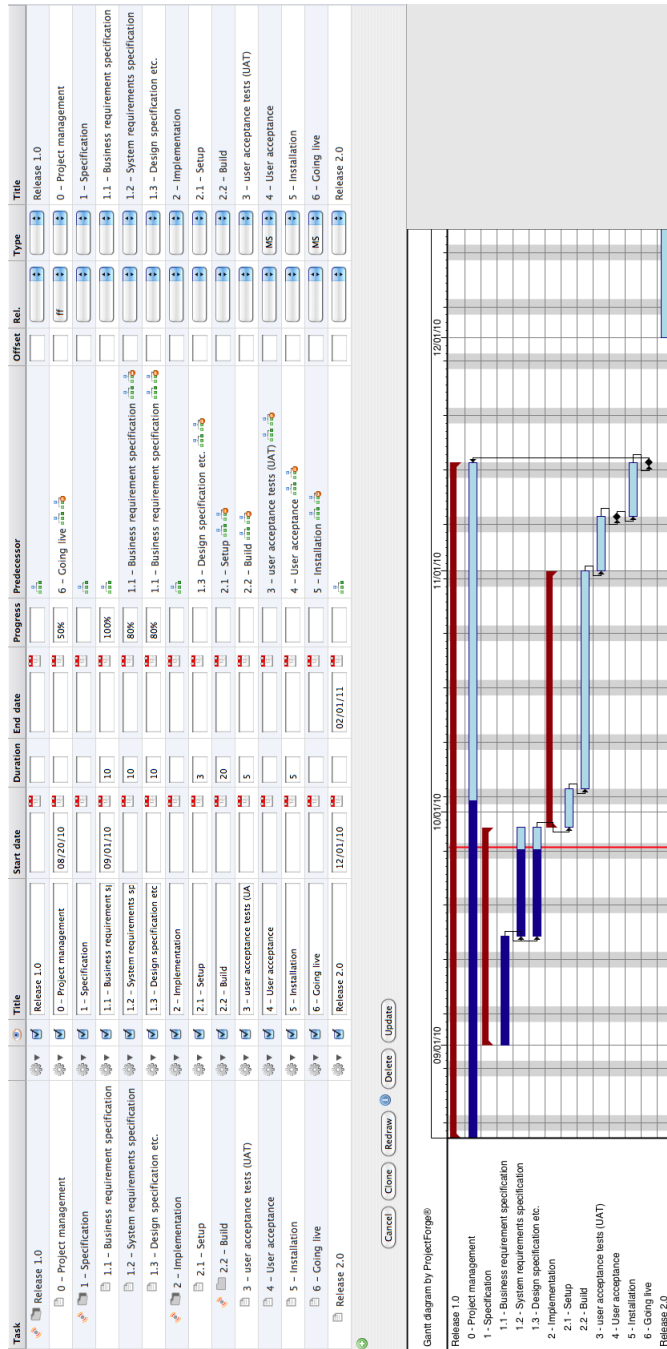 Task Title Start date Duration End date Progress Predecessor Offset Rel. Type Title
Release 1.0 Release 1.0 Release 1.0
0 - Project management 0 - Project management 08/20/10 50% 6 - Going live ff 0 - Project management
1 - Specification 1 - Specification 1 - Specification
1.1 - Business requirement specification 1.1 - Business requirement sp 09/01/10 10 100% 1.1 - Business requirement specification
1.2 - System requirements specification 1.2 - System requirements sp 10 80% 1.1 - Business requirement specification 1.2 - System requirements specification
1.3 - Design specification etc. 1.3 - Design specification etc 10 80% 1.1 - Business requirement specification 1.3 - Design specification etc.
2 - Implementation 2 - Implementation 2 - Implementation
2.1 - Setup 2.1 - Setup 3 1.3 - Design specification etc. 2.1 - Setup
2.2 - Build 2.2 - Build 20 2.1 - Setup 2.2 - Build
3 - user acceptance tests (UAT) 3 - user acceptance tests (UA 5 2.2 - Build 3 - user acceptance tests (UAT)
4 - User acceptance 4 - User acceptance 3 - user acceptance tests (UAT) MS 4 - User acceptance
5 - Installation 5 - Installation 5 4 - User acceptance 5 - Installation
6 - Going live 6 - Going live 5 - Installation MS 6 - Going live
Release 2.0 Release 2.0 12/01/10 02/01/11 Release 2.0
Cancel Clone Redraw Delete Update
Gantt diagram by ProjectForge®
09/01/10 10/01/10 11/01/10 12/01/10
Release 1.0
0 - Project management
1 - Specification
1.1 - Business requirement specification
1.2 - System requirements specification
1.3 - Design specification etc.
2 - Implementation
2.1 - Setup
2.2 - Build
3 - user acceptance tests (UAT)
4 - User acceptance
5 - Installation
6 - Going live
Release 2.0